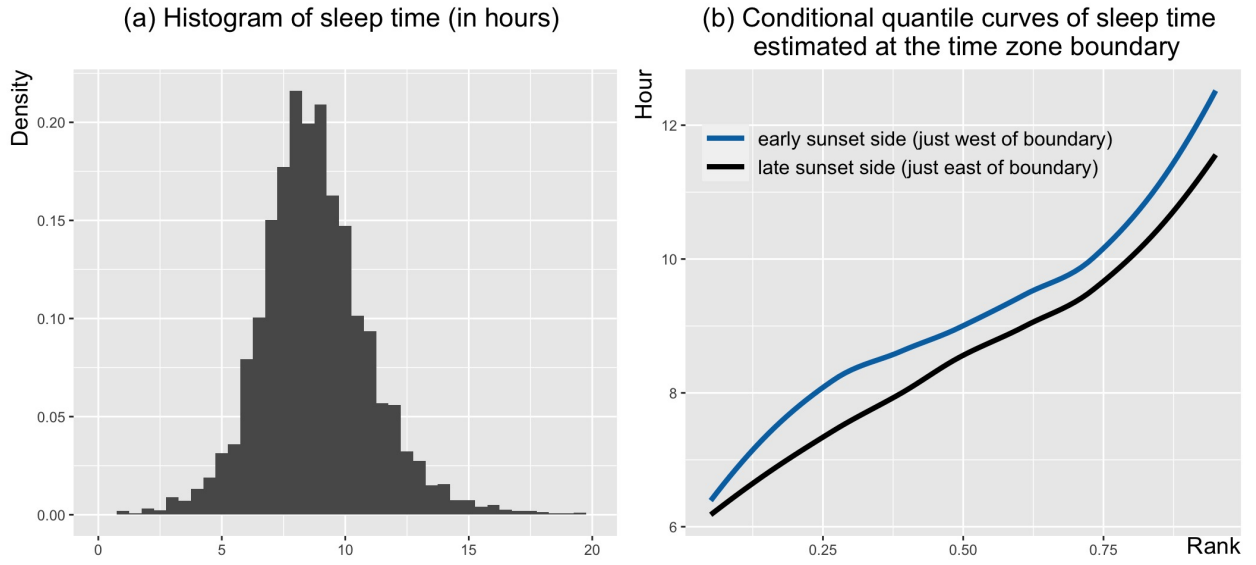 (a) Histogram of sleep time (in hours)
Density
0.20
0.15
0.10
0.05
0.00
0
5
10
15
20
(b) Conditional quantile curves of sleep time
estimated at the time zone boundary
Hour
12
10
8
6
early sunset side (just west of boundary)
late sunset side (just east of boundary)
0.25
0.50
0.75
Rank